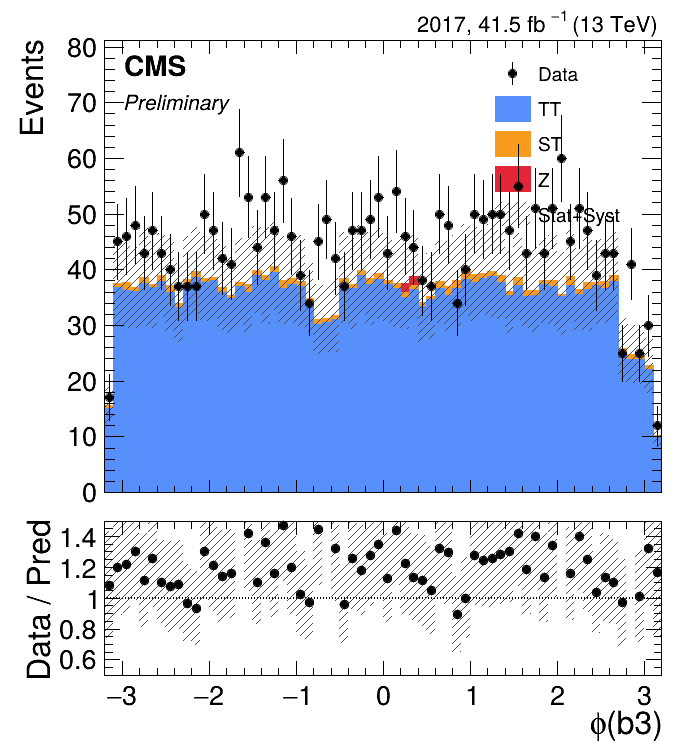 2017, 41.5 fb⁻¹ (13 TeV)
Events
CMS
Preliminary
Data
TT
ST
Z
Stat+Syst
80
70
60
50
40
30
20
10
0
Data / Pred
1.4
1.2
1
0.8
0.6
−3 −2 −1 0 1 2 3
ϕ(b3)